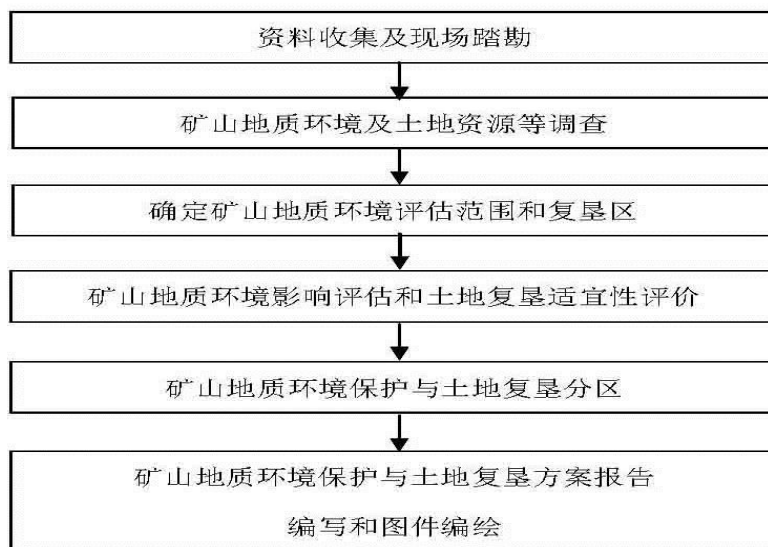 资料收集及现场踏勘
矿山地质环境及土地资源等调查
确定矿山地质环境评估范围和复垦区
矿山地质环境影响评估和土地复垦适宜性评价
矿山地质环境保护与土地复垦分区
矿山地质环境保护与土地复垦方案报告
编写和图件编绘